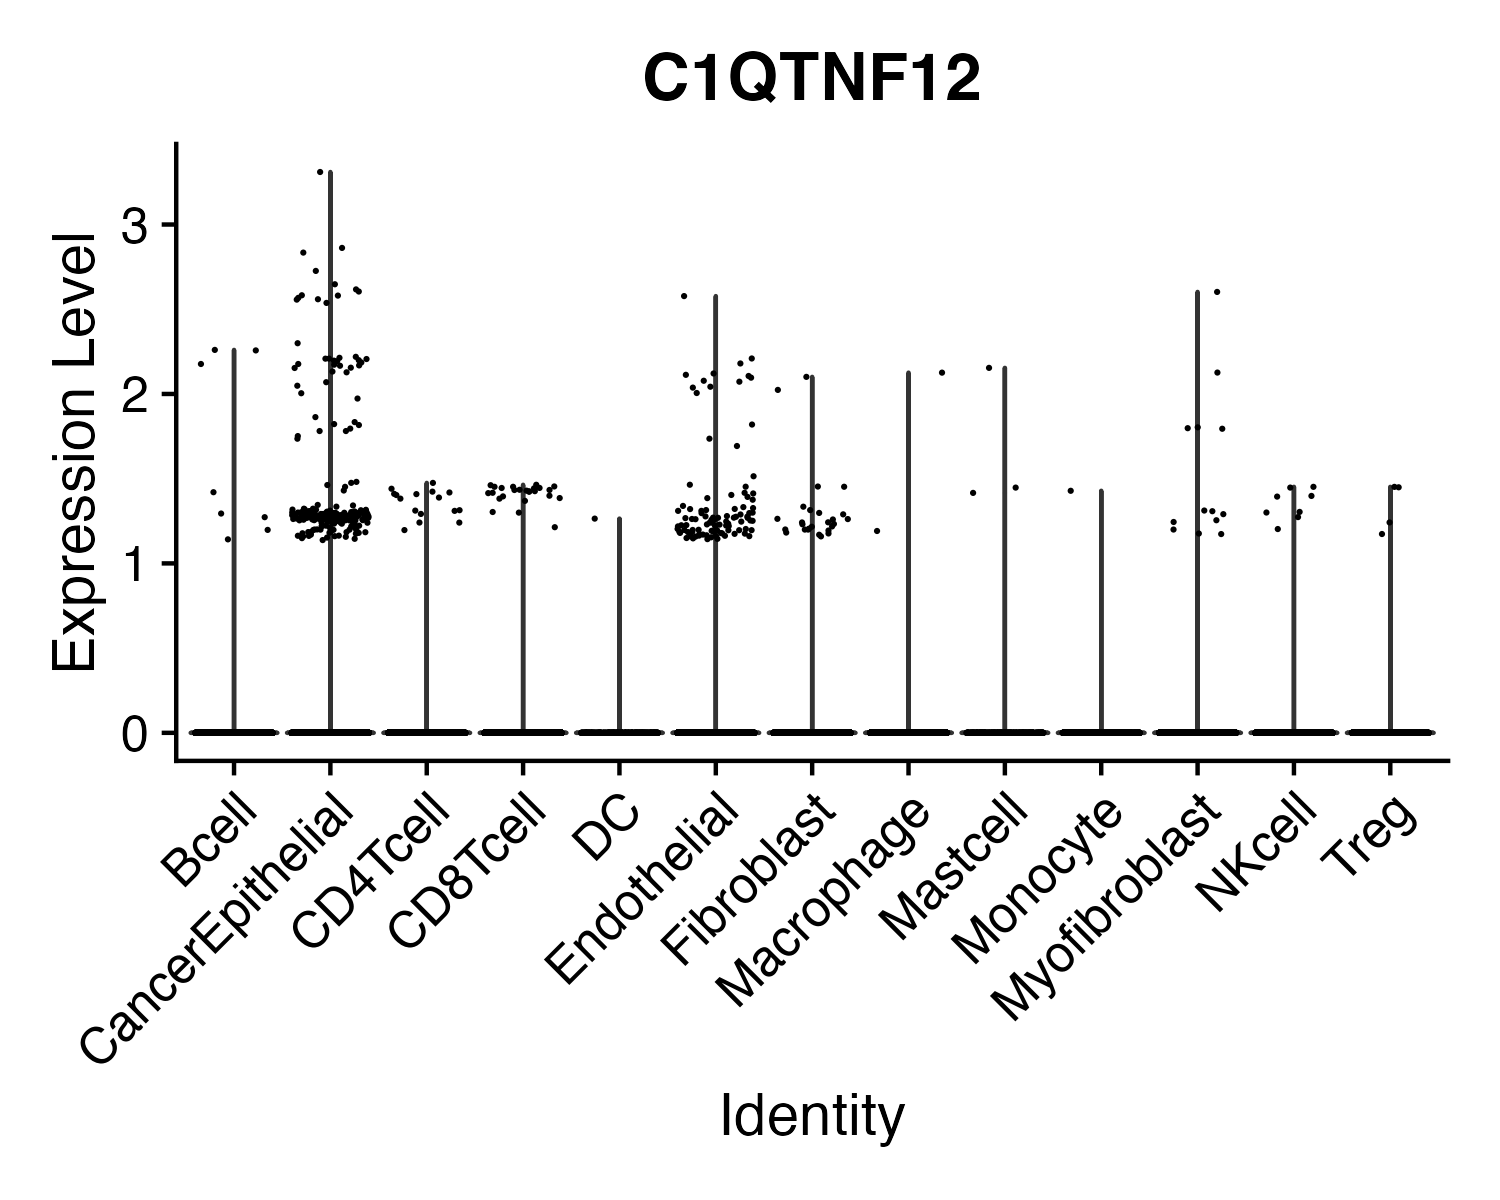 C1QTNF12
Expression Level
3
2
1
0
Bcell
CancerEpithelial
CD4Tcell
CD8Tcell
DC
Endothelial
Fibroblast
Macrophage
Mastcell
Monocyte
Myofibroblast
NKcell
Treg
Identity